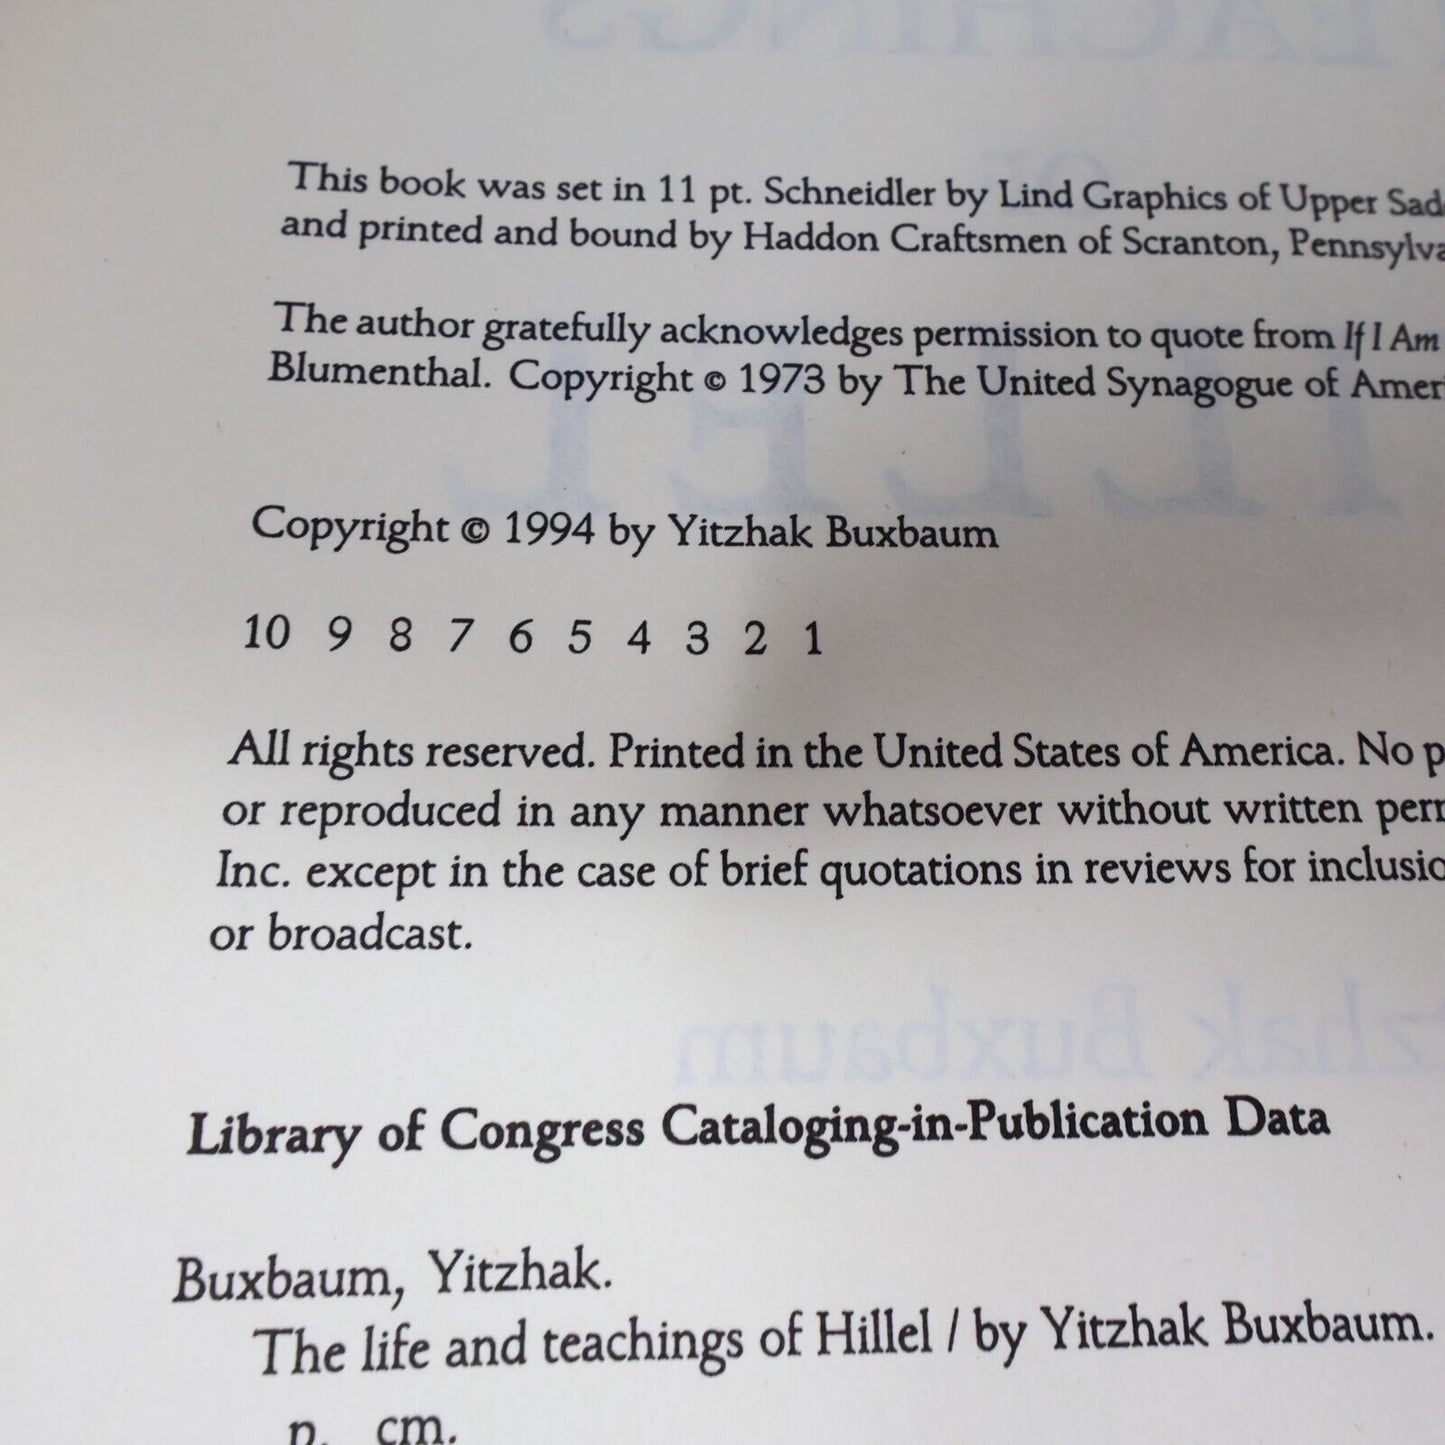 This book was set in 11 pt. Schneidler by Lind Graphics of Upper
and printed and bound by Haddon Craftsmen of Scranton,
The author gratefully acknowledges permission to quote from If I Am
Blumenthal. Copyright © 1973 by The United Synagogue of
Copyright © 1994 by Yitzhak Buxbaum
10 9 8 7 6 5 4 3 2 1
All rights reserved. Printed in the United States of America. No
or reproduced in any manner whatsoever without written
Inc. except in the case of brief quotations in reviews for
or broadcast.
Library of Congress Cataloging-in-Publication Data
Buxbaum, Yitzhak.
The life and teachings of Hillel / by Yitzhak Buxbaum.
p. cm.